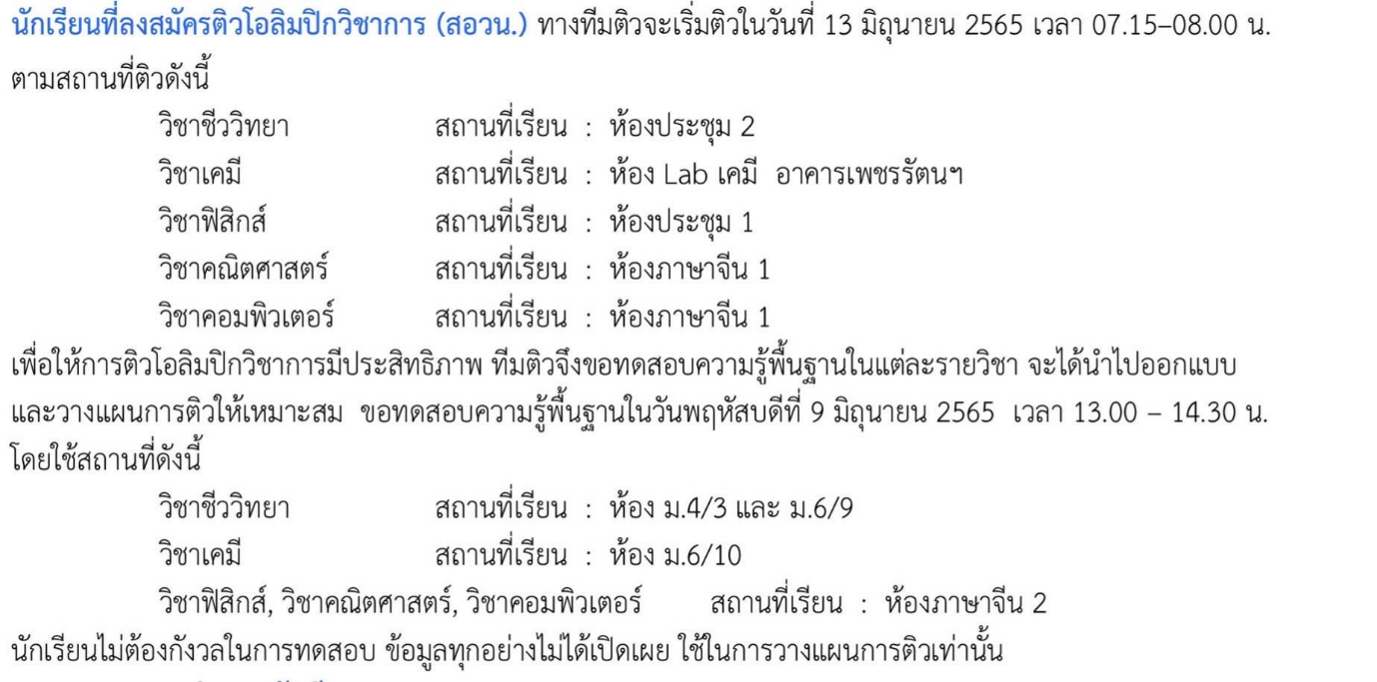 นักเรียนที่ลงสมัครติวโอลิมปิกวิชาการ (สอวน.) ทางทีมติวจะเริ่มติวในวันที่ 13 มิถุนายน 2565 เวลา 07.15–08.00 น.
ตามสถานที่ติวดังนี้
วิชาชีววิทยา สถานที่เรียน : ห้องประชุม 2
วิชาเคมี สถานที่เรียน : ห้อง Lab เคมี อาคารเพชรรัตนฯ
วิชาฟิสิกส์ สถานที่เรียน : ห้องประชุม 1
วิชาคณิตศาสตร์ สถานที่เรียน : ห้องภาษาจีน 1
วิชาคอมพิวเตอร์ สถานที่เรียน : ห้องภาษาจีน 1
เพื่อให้การติวโอลิมปิกวิชาการมีประสิทธิภาพ ทีมติวจึงขอทดสอบความรู้พื้นฐานในแต่ละรายวิชา จะได้นำไปออกแบบ
และวางแผนการติวให้เหมาะสม ขอทดสอบความรู้พื้นฐานในวันพฤหัสบดีที่ 9 มิถุนายน 2565 เวลา 13.00 – 14.30 น.
โดยใช้สถานที่ดังนี้
วิชาชีววิทยา สถานที่เรียน : ห้อง ม.4/3 และ ม.6/9
วิชาเคมี สถานที่เรียน : ห้อง ม.6/10
วิชาฟิสิกส์, วิชาคณิตศาสตร์, วิชาคอมพิวเตอร์ สถานที่เรียน : ห้องภาษาจีน 2
นักเรียนไม่ต้องกังวลในการทดสอบ ข้อมูลทุกอย่างไม่ได้เปิดเผย ใช้ในการวางแผนการติวเท่านั้น